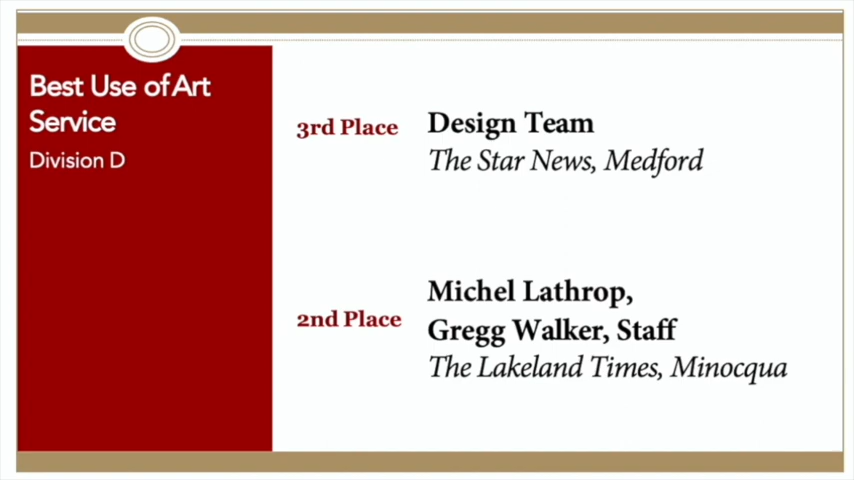 Best Use of Art
Service
Division D
3rd Place
Design Team
The Star News, Medford
2nd Place
Michel Lathrop,
Gregg Walker, Staff
The Lakeland Times, Minocqua